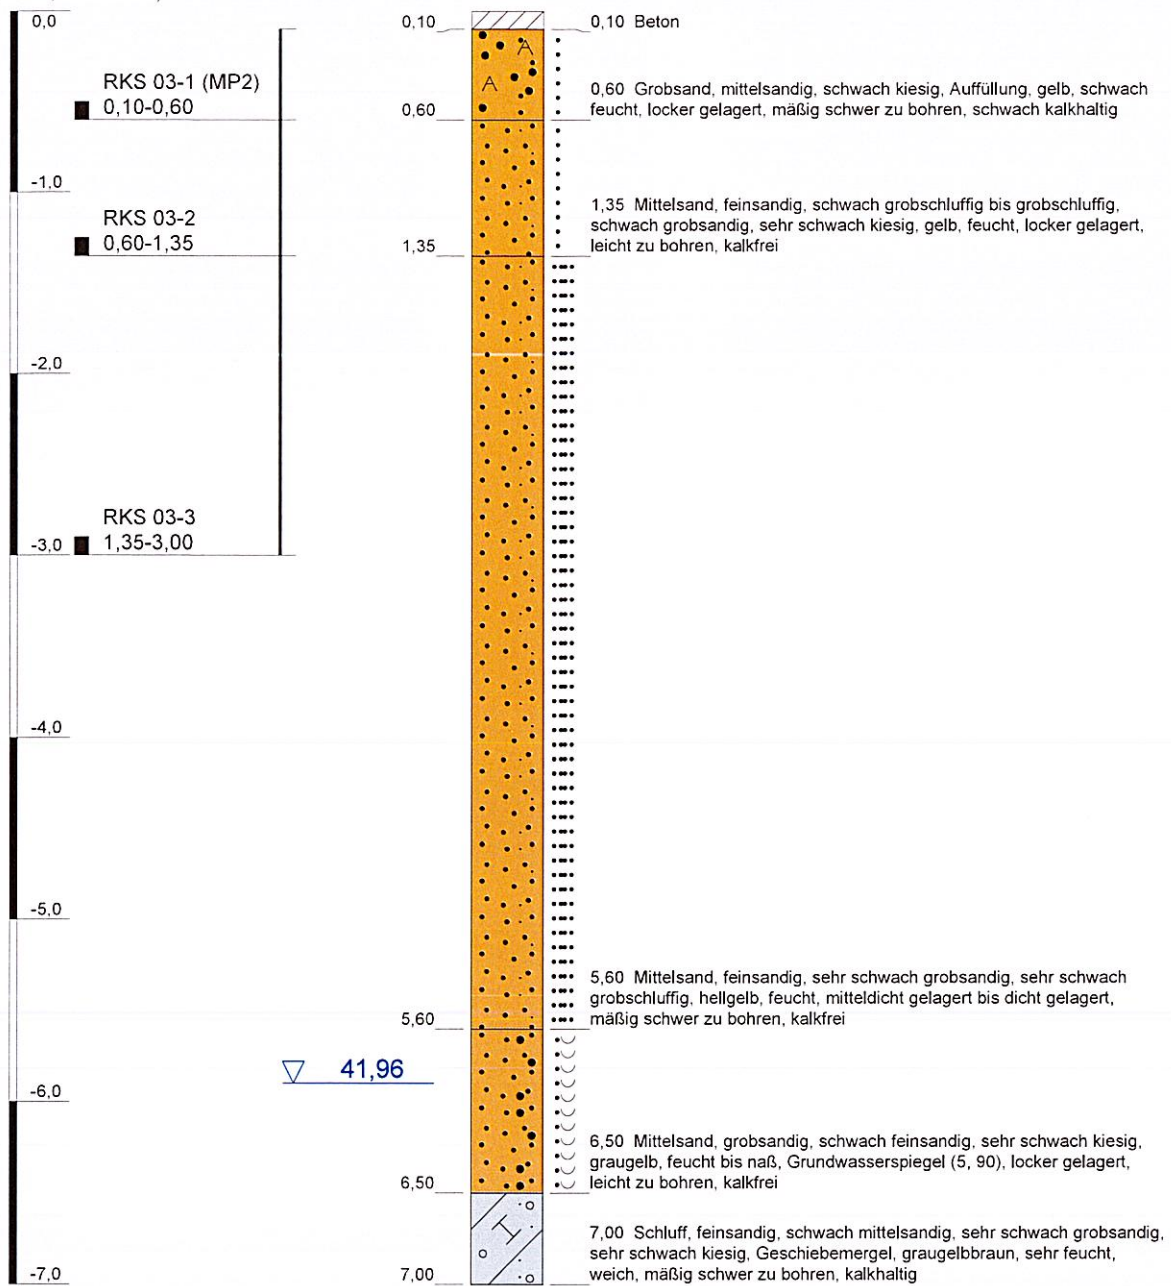 0,0
0,10
0,10 Beton
RKS 03-1 (MP2)
0,10-0,60
A
A
0,60 Grobsand, mittelsandig, schwach kiesig, Auffüllung, gelb, schwach
feucht, locker gelagert, mäßig schwer zu bohren, schwach kalkhaltig
0,60
-1,0
RKS 03-2
0,60-1,35
1,35
1,35 Mittelsand, feinsandig, schwach grobschluffig bis grobschluffig,
schwach grobsandig, sehr schwach kiesig, gelb, feucht, locker gelagert,
leicht zu bohren, kalkfrei
-2,0
RKS 03-3
1,35-3,00
-3,0
-4,0
-5,0
5,60 Mittelsand, feinsandig, sehr schwach grobsandig, sehr schwach
grobschluffig, hellgelb, feucht, mitteldicht gelagert bis dicht gelagert,
mäßig schwer zu bohren, kalkfrei
5,60
41,96
-6,0
6,50 Mittelsand, grobsandig, schwach feinsandig, sehr schwach kiesig,
graugelb, feucht bis naß, Grundwasserspiegel (5, 90), locker gelagert,
leicht zu bohren, kalkfrei
6,50
7,00 Schluff, feinsandig, schwach mittelsandig, sehr schwach grobsandig,
sehr schwach kiesig, Geschiebemergel, graugelbbraun, sehr feucht,
weich, mäßig schwer zu bohren, kalkhaltig
-7,0
7,00